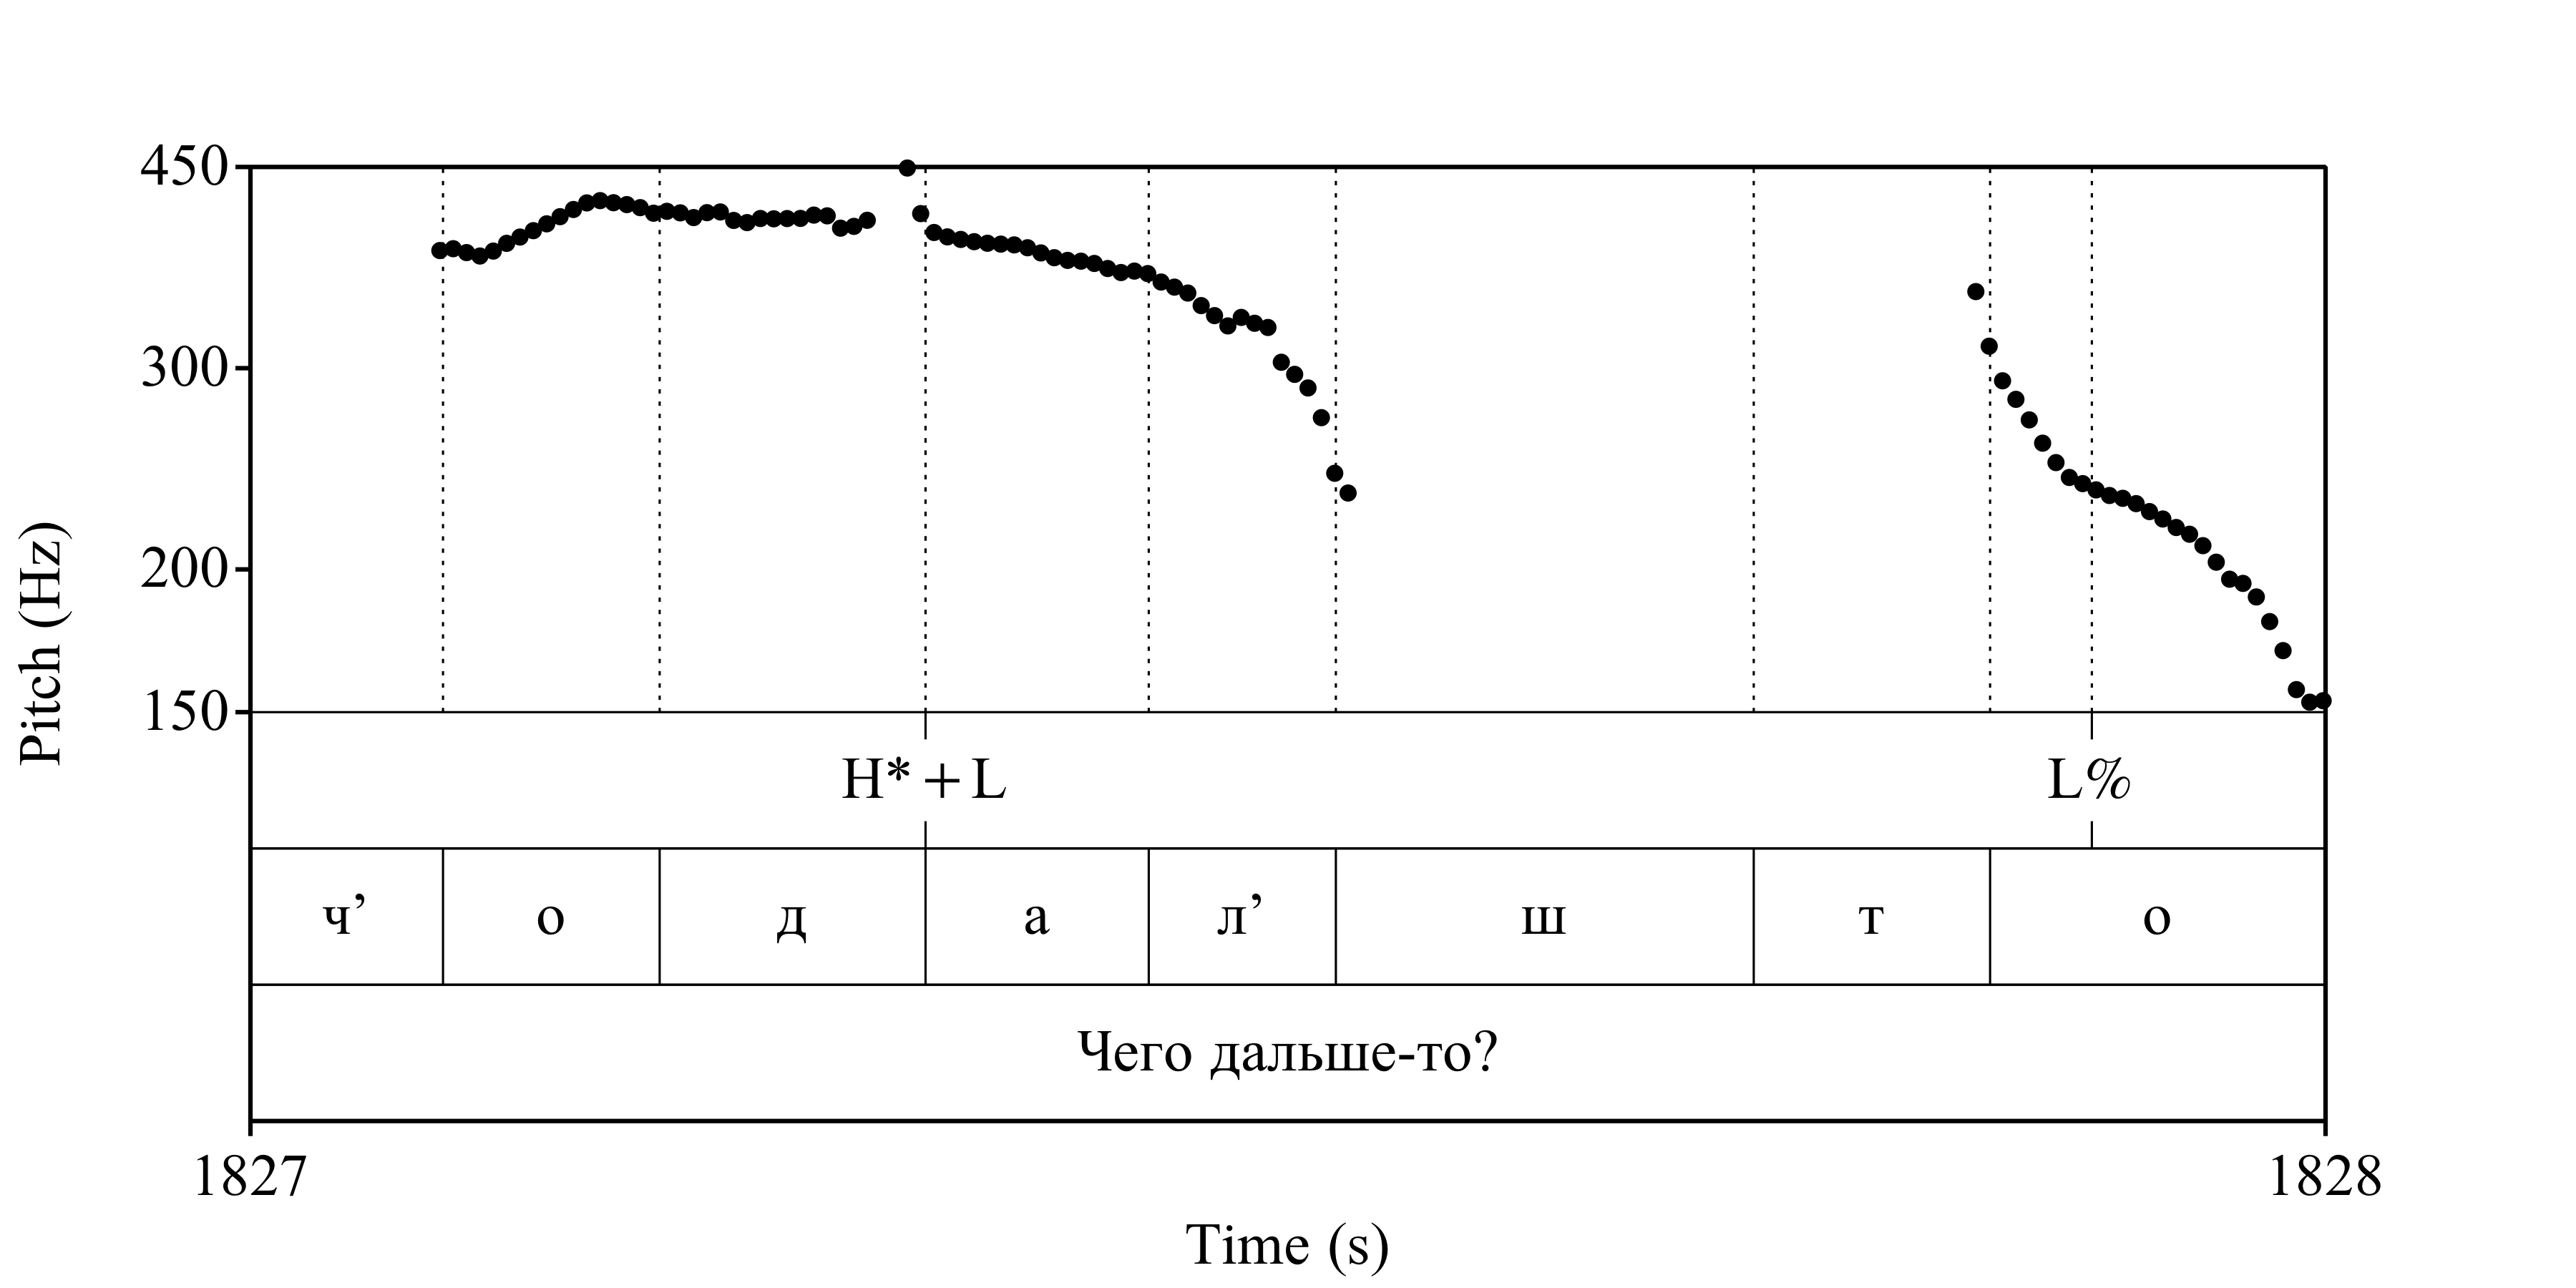 450
300
200
150
Pitch (Hz)
H* + L L%
ч’ о д а л’ ш т о
Чего дальше-то?
1827 1828
Time (s)